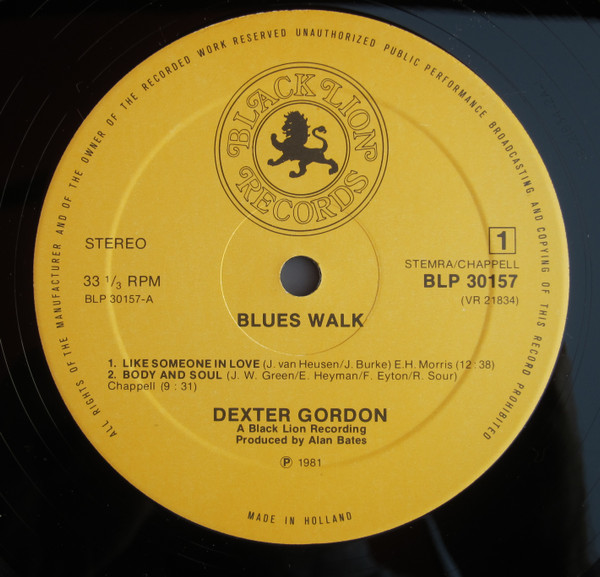 ALL RIGHTS OF THE MANUFACTURER AND OF THE OWNER OF THE RECORDED WORK RESERVED UNAUTHORIZED PUBLIC PERFORMANCE BROADCASTING AND COPYING OF THIS RECORD PROHIBITED
BLACK LION
RECORDS
STEREO
33 1/3 RPM
BLP 30157-A
1
STEMRA/CHAPPELL
BLP 30157
(VR 21834)
BLUES WALK
1. LIKE SOMEONE IN LOVE (J. van Heusen/J. Burke) E.H. Morris (12 : 38)
2. BODY AND SOUL (J. W. Green/E. Heyman/F. Eyton/R. Sour)
Chappell (9 : 31)
DEXTER GORDON
A Black Lion Recording
Produced by Alan Bates
Ⓟ 1981
MADE IN HOLLAND